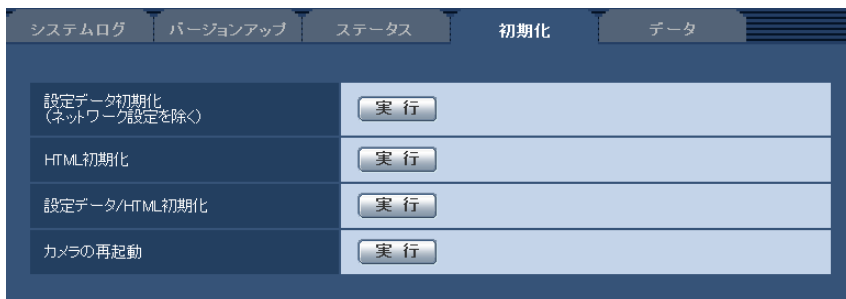 システムログ バージョンアップ ステータス 初期化 データ
設定データ初期化
(ネットワーク設定を除く)
実 行
HTML初期化 実 行
設定データ/HTML初期化 実 行
カメラの再起動 実 行